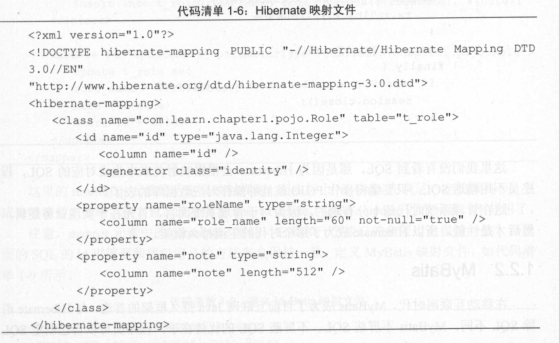 代码清单 1-6：Hibernate 映射文件
<?xml version="1.0"?>
<!DOCTYPE hibernate-mapping PUBLIC "-//Hibernate/Hibernate Mapping DTD
3.0//EN"
"http://www.hibernate.org/dtd/hibernate-mapping-3.0.dtd">
<hibernate-mapping>
<class name="com.learn.chapter1.pojo.Role" table="t_role">
<id name="id" type="java.lang.Integer">
<column name="id" />
<generator class="identity" />
</id>
<property name="roleName" type="string">
<column name="role_name" length="60" not-null="true" />
</property>
<property name="note" type="string">
<column name="note" length="512" />
</property>
</class>
</hibernate-mapping>